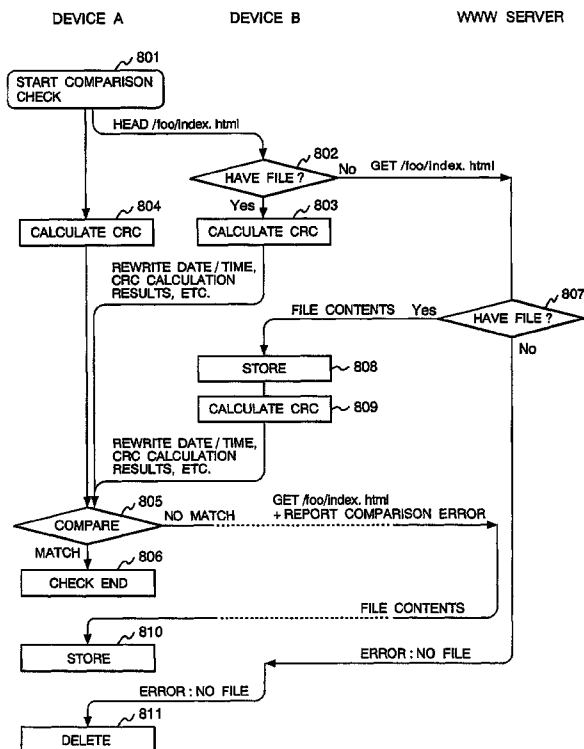 DEVICE A DEVICE B WWW SERVER
801
START COMPARISON
CHECK
HEAD /foo/index. html
802
HAVE FILE ?
No
GET /foo/index. html
Yes
804
CALCULATE CRC
803
CALCULATE CRC
REWRITE DATE / TIME,
CRC CALCULATION
RESULTS, ETC.
807
HAVE FILE ?
FILE CONTENTS
Yes
No
STORE
808
CALCULATE CRC
809
REWRITE DATE / TIME,
CRC CALCULATION
RESULTS, ETC.
805
COMPARE
NO MATCH
GET /foo/index. html
+ REPORT COMPARISON ERROR
MATCH
806
CHECK END
FILE CONTENTS
810
STORE
ERROR : NO FILE
ERROR : NO FILE
811
DELETE